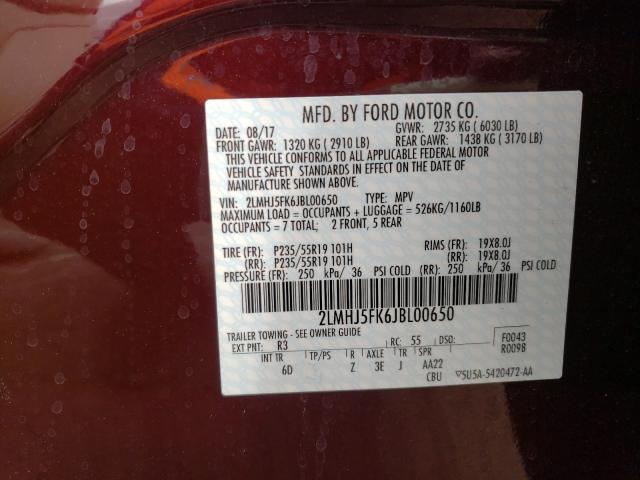 MFD. BY FORD MOTOR CO.
DATE: 08/17 GVWR: 2735 KG ( 6030 LB)
FRONT GAWR: 1320 KG ( 2910 LB) REAR GAWR: 1438 KG ( 3170 LB)
THIS VEHICLE CONFORMS TO ALL APPLICABLE FEDERAL MOTOR
VEHICLE SAFETY STANDARDS IN EFFECT ON THE DATE OF
MANUFACTURE SHOWN ABOVE.
VIN: 2LMHJ5FK6JBL00650 TYPE: MPV
MAXIMUM LOAD = OCCUPANTS + LUGGAGE = 526KG/1160LB
OCCUPANTS = 7 TOTAL; 2 FRONT, 5 REAR
TIRE (FR): P235/55R19 101H RIMS (FR): 19X8.0J
(RR): P235/55R19 101H (RR): 19X8.0J
PRESSURE (FR): 250 kPa/ 36 PSI COLD (RR): 250 kPa/ 36 PSI COLD
2LMHJ5FK6JBL00650
TRAILER TOWING - SEE OWNER GUIDE
EXT PNT: R3 RC: 55 DSO: F0043
R0098
INT TR TP/PS R AXLE TR SPR
6D Z 3E J AA22
CBU 5U5A-5420472-AA